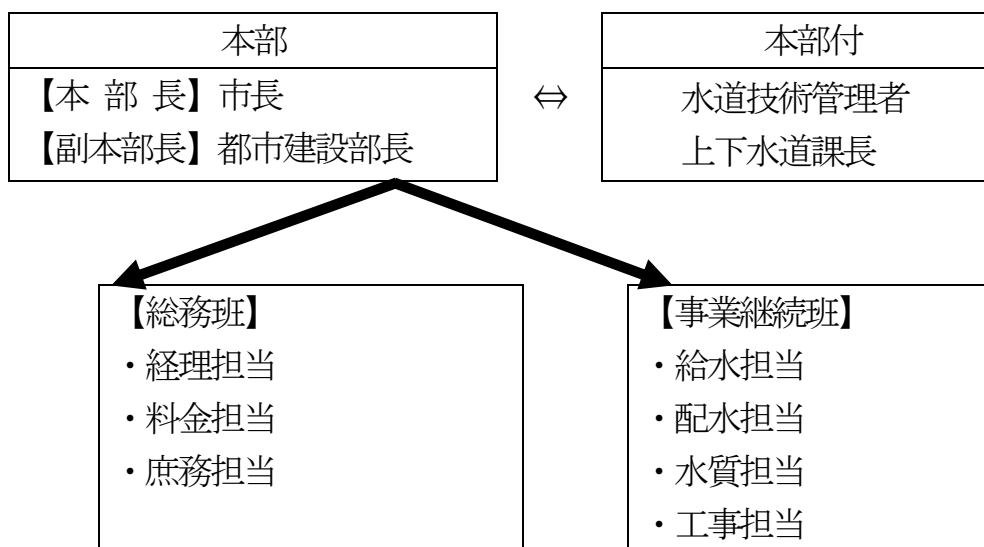 本部
【本 部 長】市長
【副本部長】都市建設部長
⇔
本部付
水道技術管理者
上下水道課長
【総務班】
・経理担当
・料金担当
・庶務担当
【事業継続班】
・給水担当
・配水担当
・水質担当
・工事担当